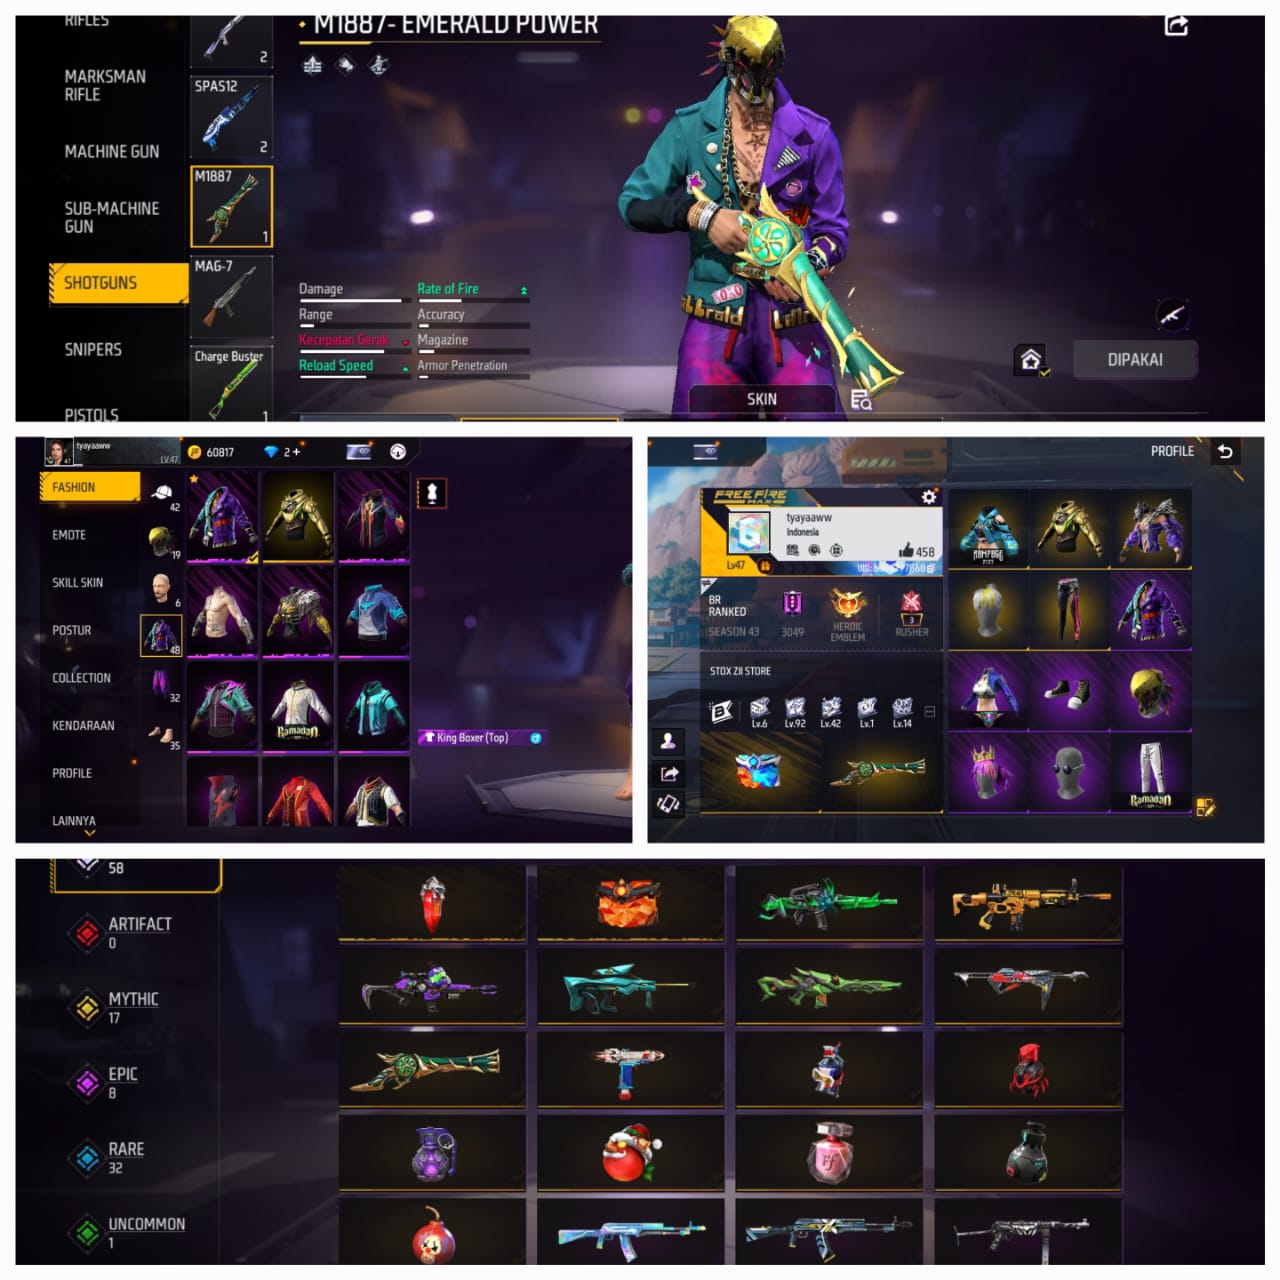 RIFLES
MARKSMAN
RIFLE
MACHINE GUN
SUB-MACHINE
GUN
SHOTGUNS
SNIPERS
PISTOLS
2
SPAS12
2
M1887
1
MAG-7
Charge Buster
1
M1887- EMERALD POWER
Damage
Rate of Fire
Range
Accuracy
Kecepatan Gerak
Magazine
Reload Speed
Armor Penetration
SKIN
DIPAKAI
tyayaaww
47
LV.47
60817
2 +
FASHION
EMOTE
SKILL SKIN
POSTUR
COLLECTION
KENDARAAN
PROFILE
LAINNYA
42
19
6
48
32
35
Ramadan
King Boxer (Top)
PROFILE
FREE FIRE
MAX
tyayaaww
Indonesia
458
Lv47
BR
RANKED
SEASON 43
3049
HEROIC
EMBLEM
3
RUSHER
STOX ZII STORE
Lv.6
Lv.92
Lv.42
Lv.1
Lv.14
RAMPAGE
Ramadan
58
ARTIFACT
0
MYTHIC
17
EPIC
8
RARE
32
UNCOMMON
1